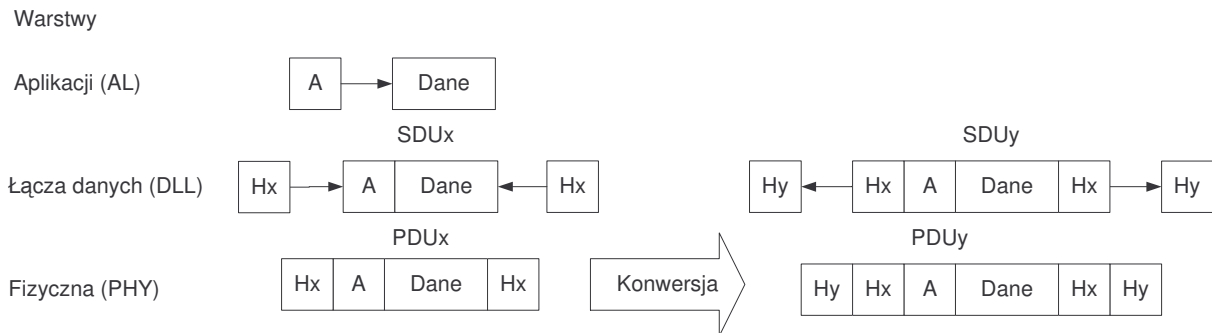 Warstwy
Aplikacji (AL)
A Dane
SDUx SDUy
Łącza danych (DLL)
Hx A Dane Hx Hy Hx A Dane Hx Hy
PDUx PDUy
Fizyczna (PHY)
Hx A Dane Hx Konwersja Hy Hx A Dane Hx Hy